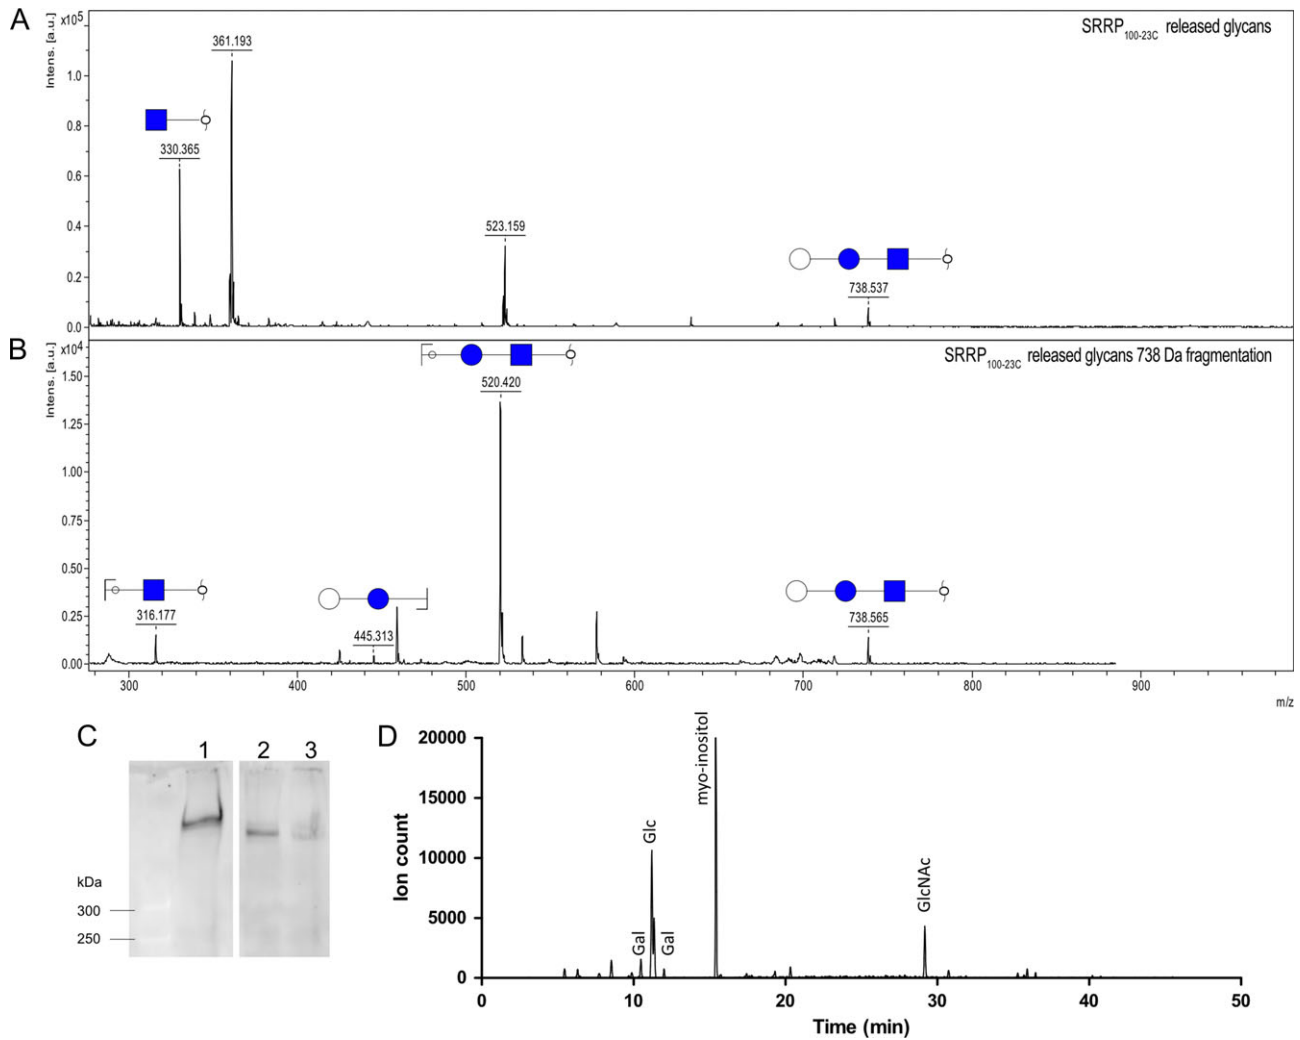 A
x10⁵
Intens. [a.u.]
SRRP100-23C released glycans
361.193
1.0
0.8
330.365
0.6
0.4
523.159
0.2
738.537
0.0
B
x10⁴
Intens. [a.u.]
SRRP100-23C released glycans 738 Da fragmentation
1.50
520.420
1.25
1.00
0.75
0.50
316.177
445.313
738.565
0.25
0.00
300 400 500 600 700 800 900
m/z
C
1 2 3
kDa
300
250
D
20000
15000
10000
5000
0
Ion count
Gal
Glc
Gal
myo-inositol
GlcNAc
0 10 20 30 40 50
Time (min)